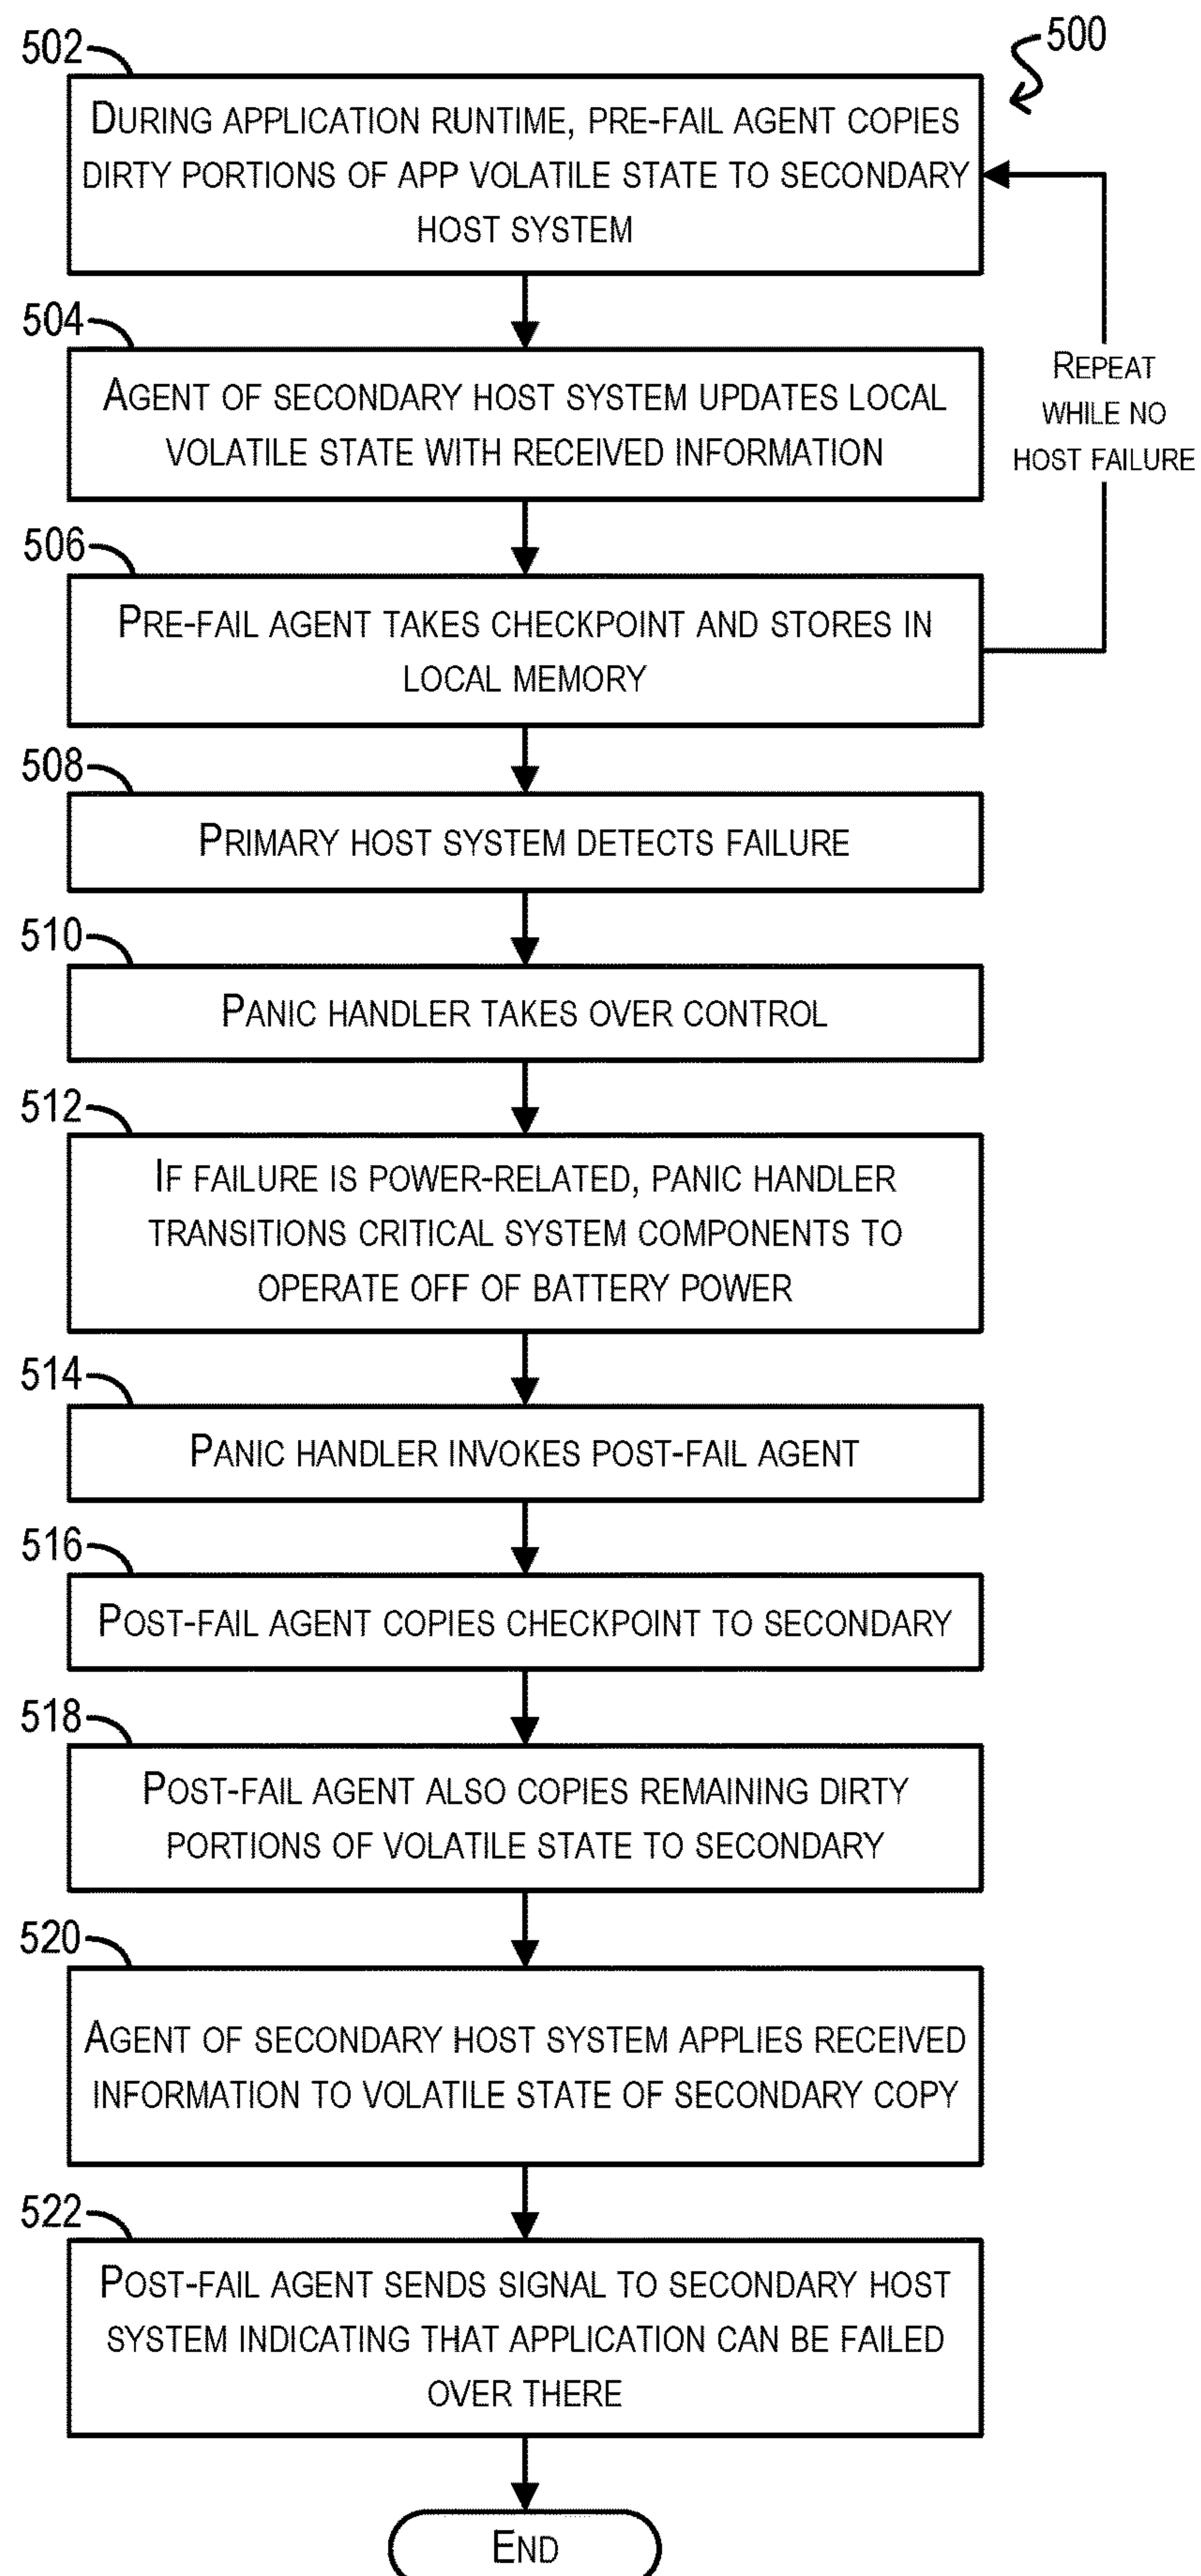 502
500
DURING APPLICATION RUNTIME, PRE-FAIL AGENT COPIES
DIRTY PORTIONS OF APP VOLATILE STATE TO SECONDARY
HOST SYSTEM
504
AGENT OF SECONDARY HOST SYSTEM UPDATES LOCAL
VOLATILE STATE WITH RECEIVED INFORMATION
REPEAT
WHILE NO
HOST FAILURE
506
PRE-FAIL AGENT TAKES CHECKPOINT AND STORES IN
LOCAL MEMORY
508
PRIMARY HOST SYSTEM DETECTS FAILURE
510
PANIC HANDLER TAKES OVER CONTROL
512
IF FAILURE IS POWER-RELATED, PANIC HANDLER
TRANSITIONS CRITICAL SYSTEM COMPONENTS TO
OPERATE OFF OF BATTERY POWER
514
PANIC HANDLER INVOKES POST-FAIL AGENT
516
POST-FAIL AGENT COPIES CHECKPOINT TO SECONDARY
518
POST-FAIL AGENT ALSO COPIES REMAINING DIRTY
PORTIONS OF VOLATILE STATE TO SECONDARY
520
AGENT OF SECONDARY HOST SYSTEM APPLIES RECEIVED
INFORMATION TO VOLATILE STATE OF SECONDARY COPY
522
POST-FAIL AGENT SENDS SIGNAL TO SECONDARY HOST
SYSTEM INDICATING THAT APPLICATION CAN BE FAILED
OVER THERE
END